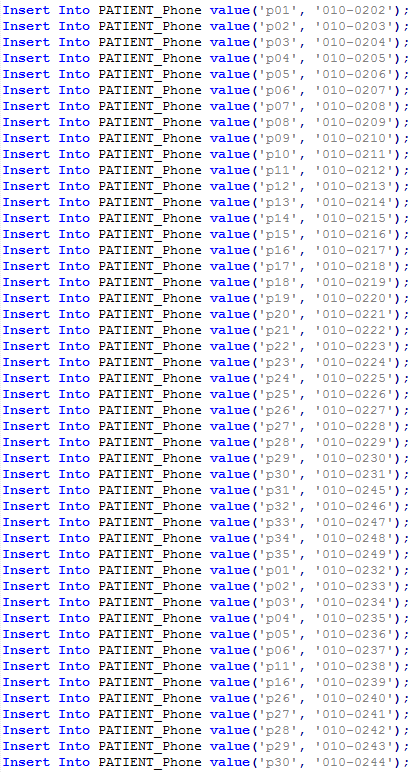 Insert Into PATIENT_Phone value('p01', '010-0202');
Insert Into PATIENT_Phone value('p02', '010-0203');
Insert Into PATIENT_Phone value('p03', '010-0204');
Insert Into PATIENT_Phone value('p04', '010-0205');
Insert Into PATIENT_Phone value('p05', '010-0206');
Insert Into PATIENT_Phone value('p06', '010-0207');
Insert Into PATIENT_Phone value('p07', '010-0208');
Insert Into PATIENT_Phone value('p08', '010-0209');
Insert Into PATIENT_Phone value('p09', '010-0210');
Insert Into PATIENT_Phone value('p10', '010-0211');
Insert Into PATIENT_Phone value('p11', '010-0212');
Insert Into PATIENT_Phone value('p12', '010-0213');
Insert Into PATIENT_Phone value('p13', '010-0214');
Insert Into PATIENT_Phone value('p14', '010-0215');
Insert Into PATIENT_Phone value('p15', '010-0216');
Insert Into PATIENT_Phone value('p16', '010-0217');
Insert Into PATIENT_Phone value('p17', '010-0218');
Insert Into PATIENT_Phone value('p18', '010-0219');
Insert Into PATIENT_Phone value('p19', '010-0220');
Insert Into PATIENT_Phone value('p20', '010-0221');
Insert Into PATIENT_Phone value('p21', '010-0222');
Insert Into PATIENT_Phone value('p22', '010-0223');
Insert Into PATIENT_Phone value('p23', '010-0224');
Insert Into PATIENT_Phone value('p24', '010-0225');
Insert Into PATIENT_Phone value('p25', '010-0226');
Insert Into PATIENT_Phone value('p26', '010-0227');
Insert Into PATIENT_Phone value('p27', '010-0228');
Insert Into PATIENT_Phone value('p28', '010-0229');
Insert Into PATIENT_Phone value('p29', '010-0230');
Insert Into PATIENT_Phone value('p30', '010-0231');
Insert Into PATIENT_Phone value('p31', '010-0245');
Insert Into PATIENT_Phone value('p32', '010-0246');
Insert Into PATIENT_Phone value('p33', '010-0247');
Insert Into PATIENT_Phone value('p34', '010-0248');
Insert Into PATIENT_Phone value('p35', '010-0249');
Insert Into PATIENT_Phone value('p01', '010-0232');
Insert Into PATIENT_Phone value('p02', '010-0233');
Insert Into PATIENT_Phone value('p03', '010-0234');
Insert Into PATIENT_Phone value('p04', '010-0235');
Insert Into PATIENT_Phone value('p05', '010-0236');
Insert Into PATIENT_Phone value('p06', '010-0237');
Insert Into PATIENT_Phone value('p11', '010-0238');
Insert Into PATIENT_Phone value('p16', '010-0239');
Insert Into PATIENT_Phone value('p26', '010-0240');
Insert Into PATIENT_Phone value('p27', '010-0241');
Insert Into PATIENT_Phone value('p28', '010-0242');
Insert Into PATIENT_Phone value('p29', '010-0243');
Insert Into PATIENT_Phone value('p30', '010-0244');